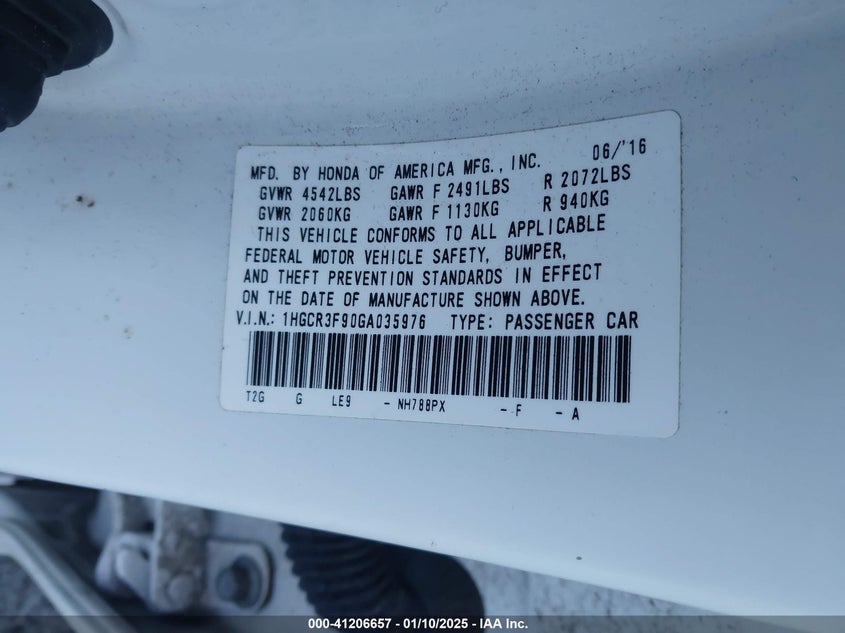 06/'16
MFD. BY HONDA OF AMERICA MFG., INC.
GVWR 4542LBS GAWR F 2491LBS R 2072LBS
GVWR 2060KG GAWR F 1130KG R 940KG
THIS VEHICLE CONFORMS TO ALL APPLICABLE
FEDERAL MOTOR VEHICLE SAFETY, BUMPER,
AND THEFT PREVENTION STANDARDS IN EFFECT
ON THE DATE OF MANUFACTURE SHOWN ABOVE.
V.I.N.: 1HGCR3F90GA035976 TYPE: PASSENGER CAR
T2G G LE9 - NH788PX - F - A
000-41206657 - 01/10/2025 - IAA Inc.